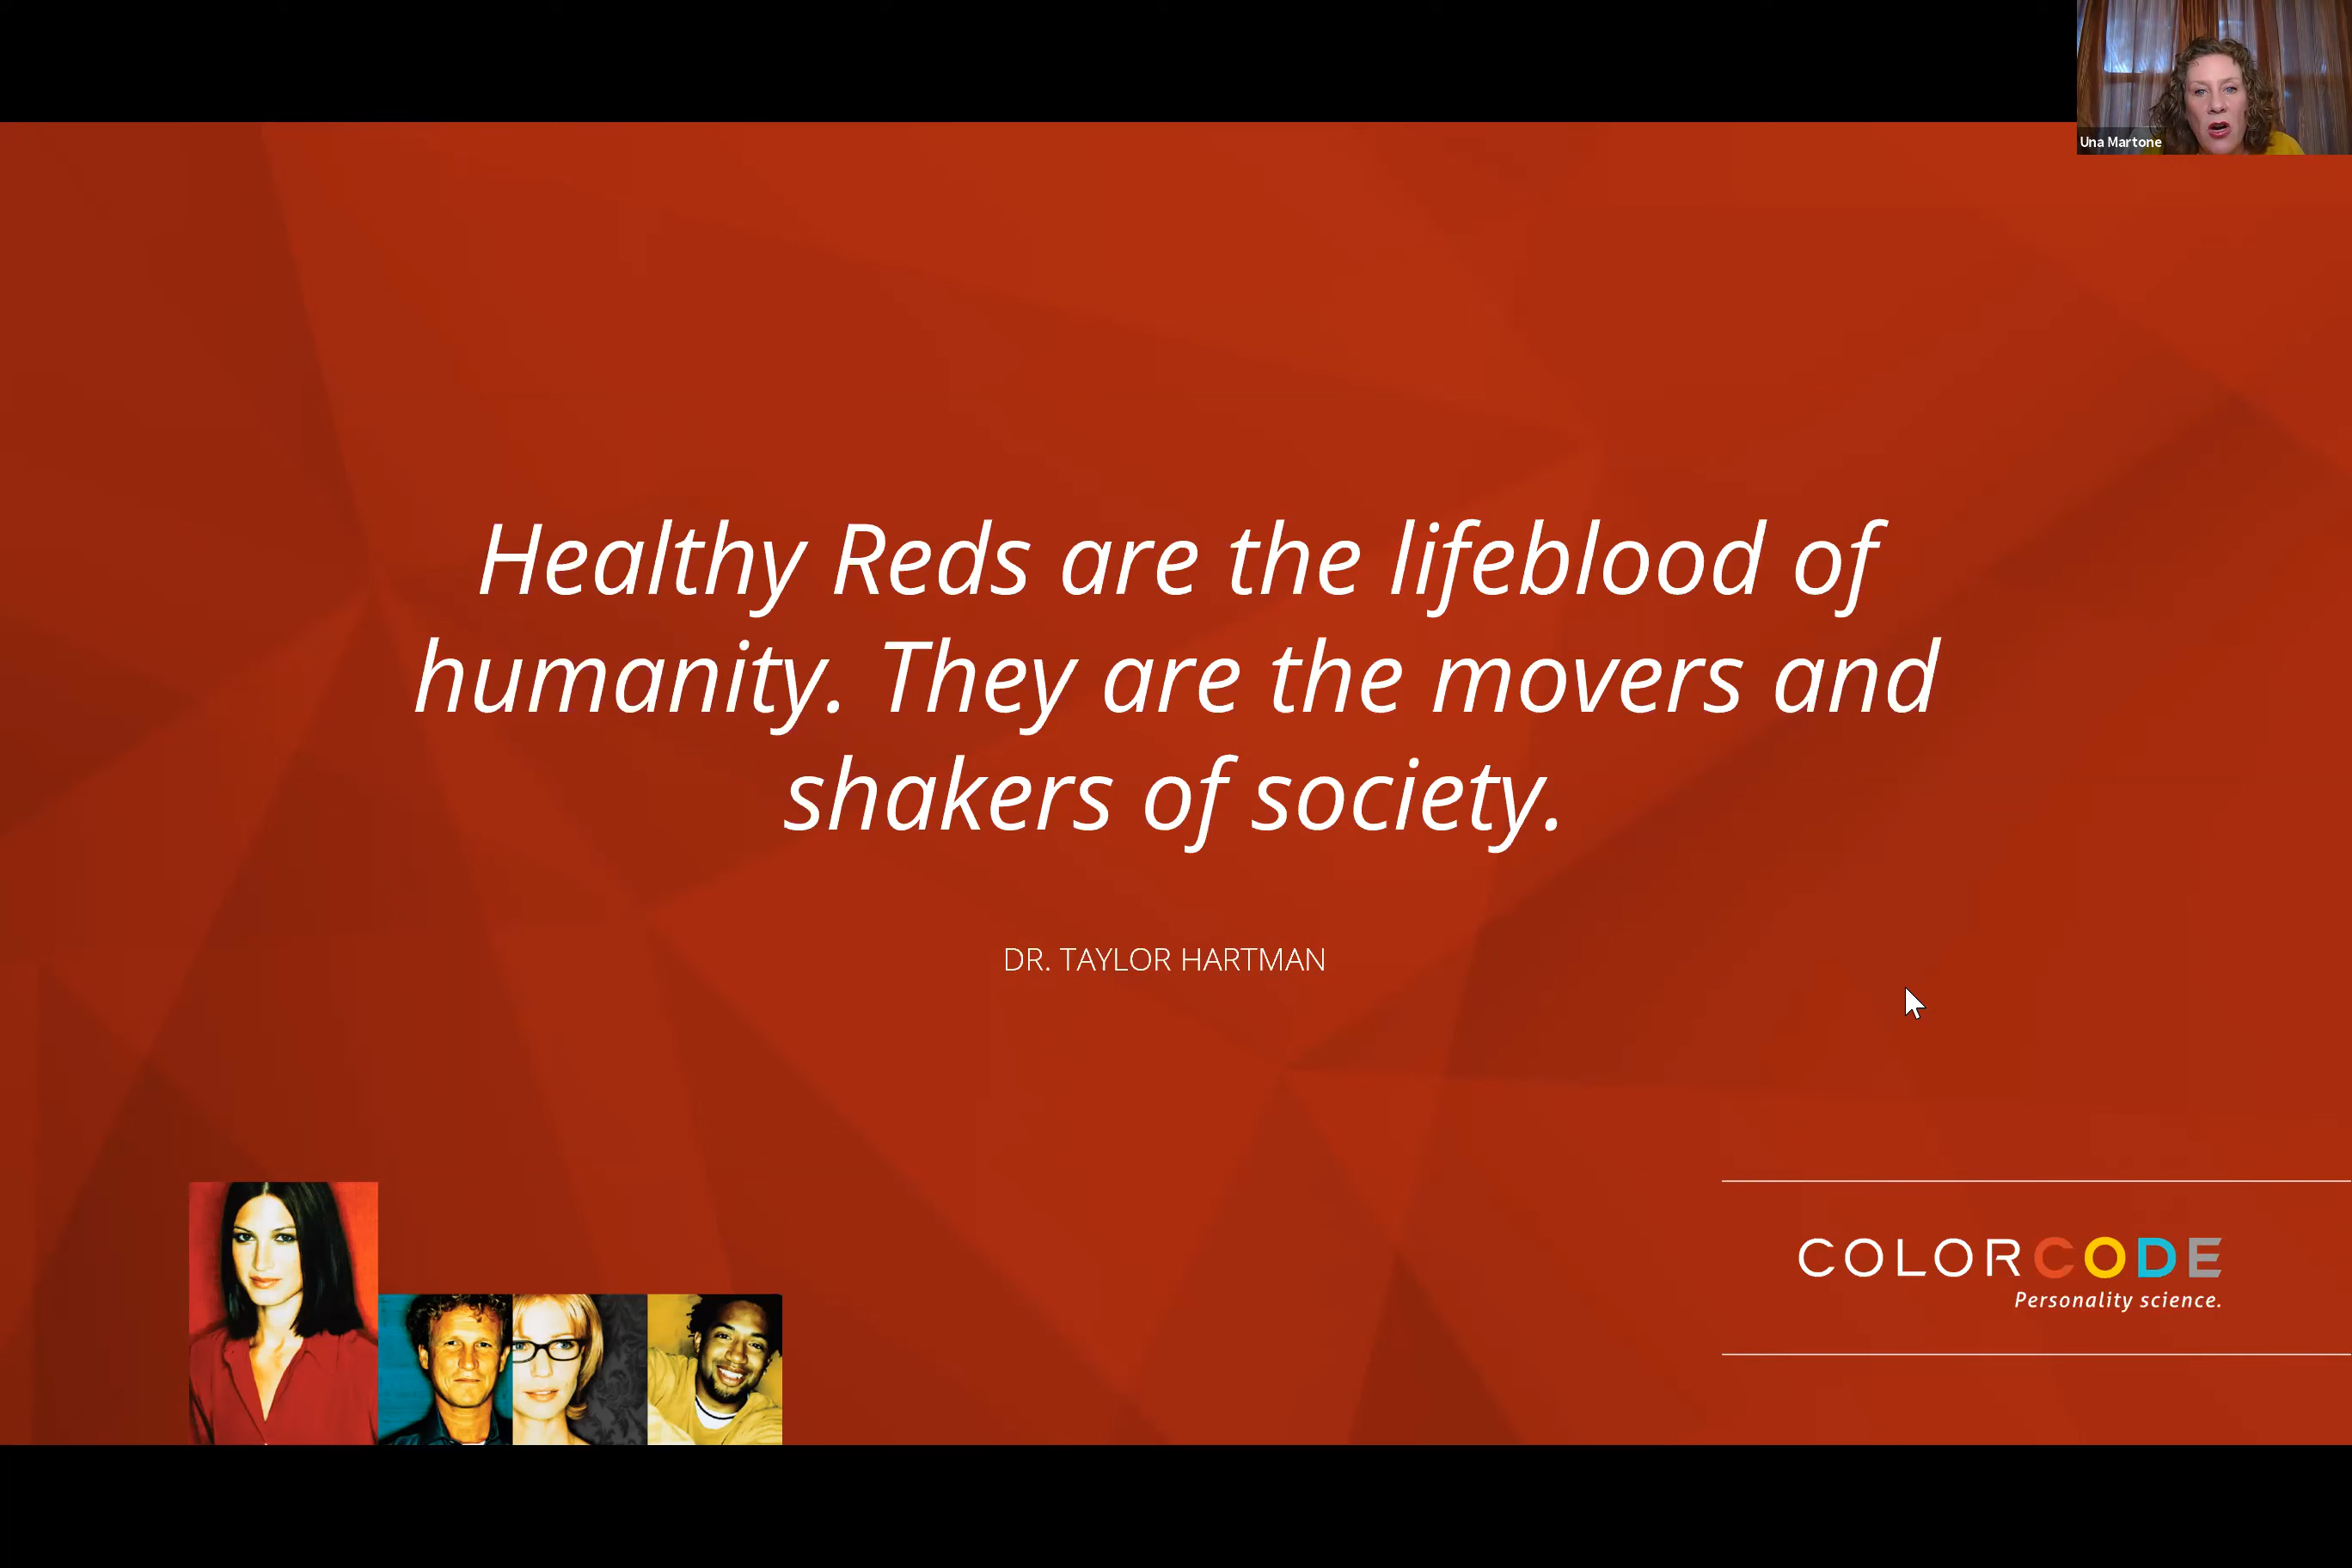 Una Martone
Healthy Reds are the lifeblood of
humanity. They are the movers and
shakers of society.
DR. TAYLOR HARTMAN
COLORCODE
Personality science.